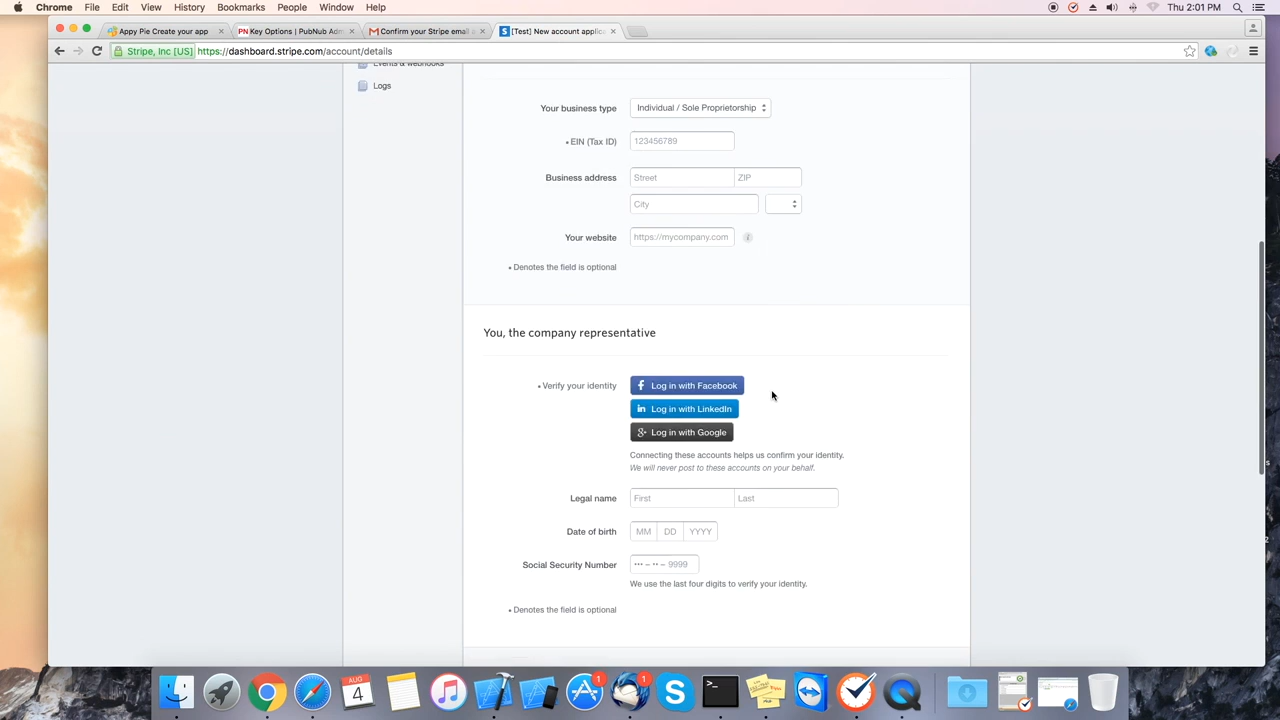 Chrome File Edit View History Bookmarks People Window Help Thu 2:01 PM
Appy Pie Create your app PN Key Options | PubNub Adm Confirm your Stripe email a [Test] New account applica
Stripe, Inc [US] https://dashboard.stripe.com/account/details
Events & webhooks
Logs
Your business type Individual / Sole Proprietorship
• EIN (Tax ID) 123456789
Business address Street ZIP
City
Your website https://mycompany.com i
• Denotes the field is optional
You, the company representative
• Verify your identity f Log in with Facebook
in Log in with LinkedIn
g+ Log in with Google
Connecting these accounts helps us confirm your identity.
We will never post to these accounts on your behalf.
Legal name First Last
Date of birth MM DD YYYY
Social Security Number ••• – •• – 9999
We use the last four digits to verify your identity.
• Denotes the field is optional
AUG
4
1
1